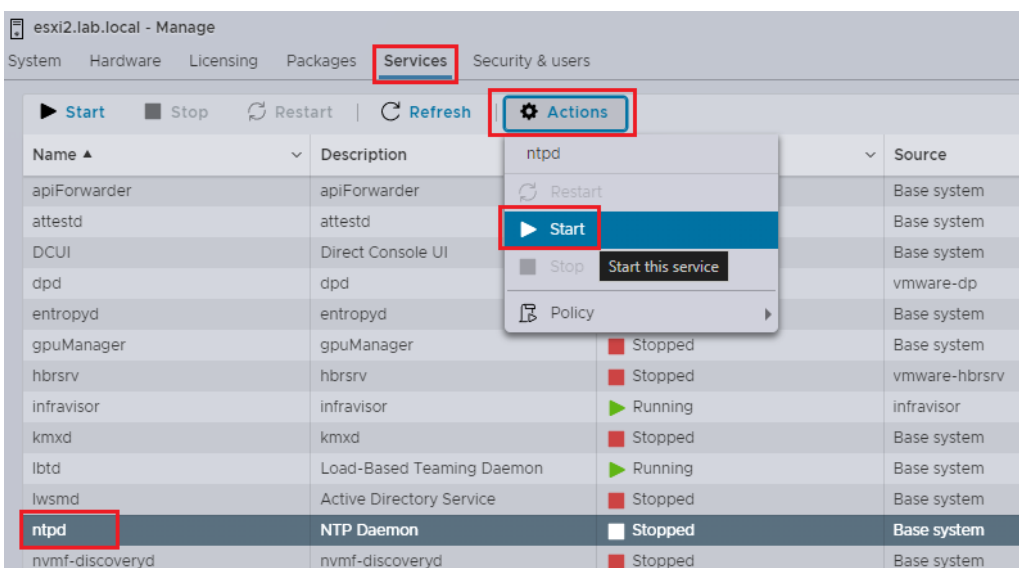 esxi2.lab.local - Manage
System Hardware Licensing Packages Services Security & users
Start Stop Restart | Refresh | Actions
Name Description Source
ntpd
apiForwarder apiForwarder Restart Base system
attestd attestd Start Base system
DCUI Direct Console UI Base system
Stop Start this service
dpd dpd vmware-dp
entropyd entropyd Policy Base system
gpuManager gpuManager Stopped Base system
hbrsrv hbrsrv Stopped vmware-hbrsrv
infravisor infravisor Running infravisor
kmxd kmxd Stopped Base system
lbtd Load-Based Teaming Daemon Running Base system
lwsmd Active Directory Service Stopped Base system
ntpd NTP Daemon Stopped Base system
nvmf-discoveryd nvmf-discoveryd Stopped Base system